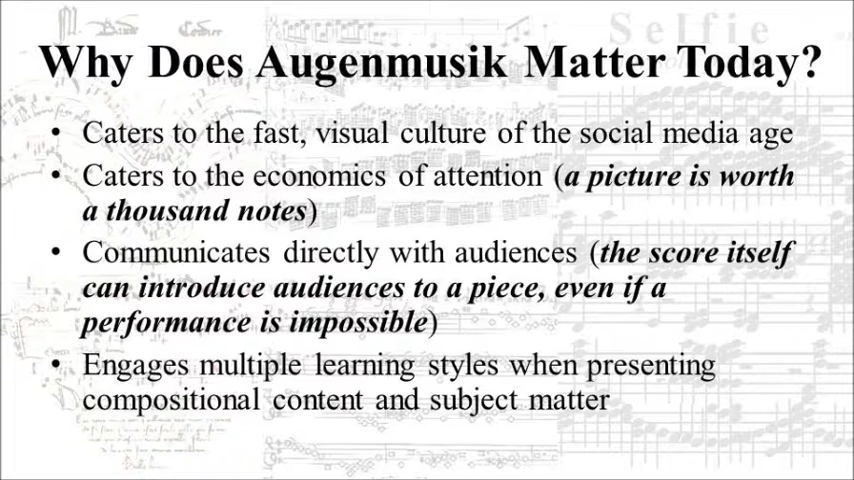 M. Baude Cordier
Selfie
Why Does Augenmusik Matter Today?
• Caters to the fast, visual culture of the social media age
• Caters to the economics of attention (a picture is worth
a thousand notes)
• Communicates directly with audiences (the score itself
can introduce audiences to a piece, even if a
performance is impossible)
• Engages multiple learning styles when presenting
compositional content and subject matter